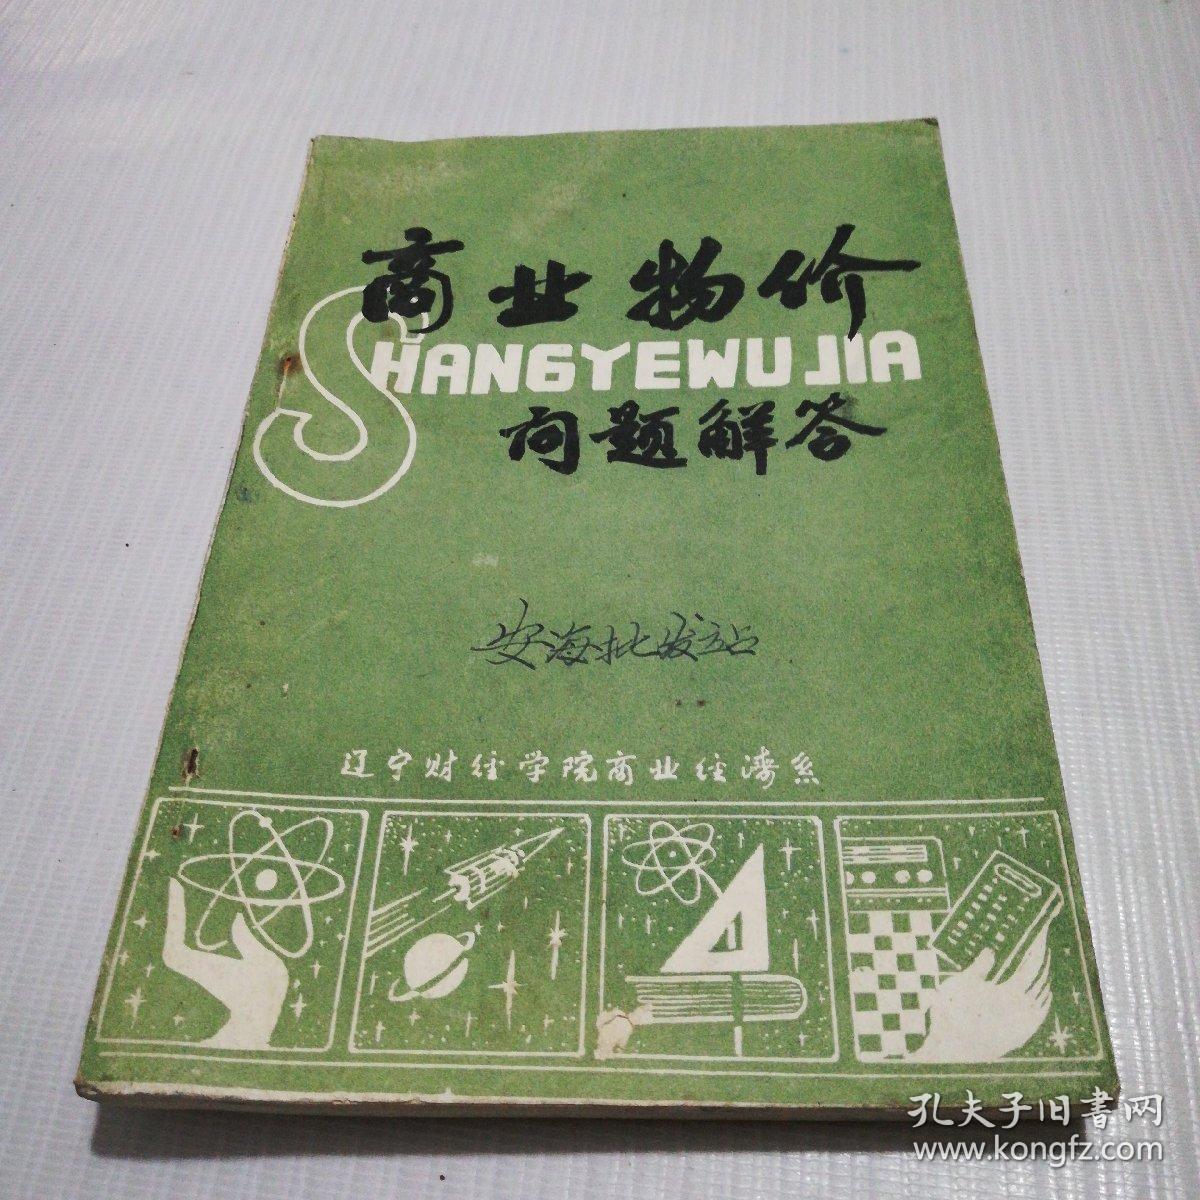 商业物价
SHANGYEWUJIA
问题解答
安海批发站
辽宁财经学院商业经济系
孔夫子旧书网
www.kongfz.com